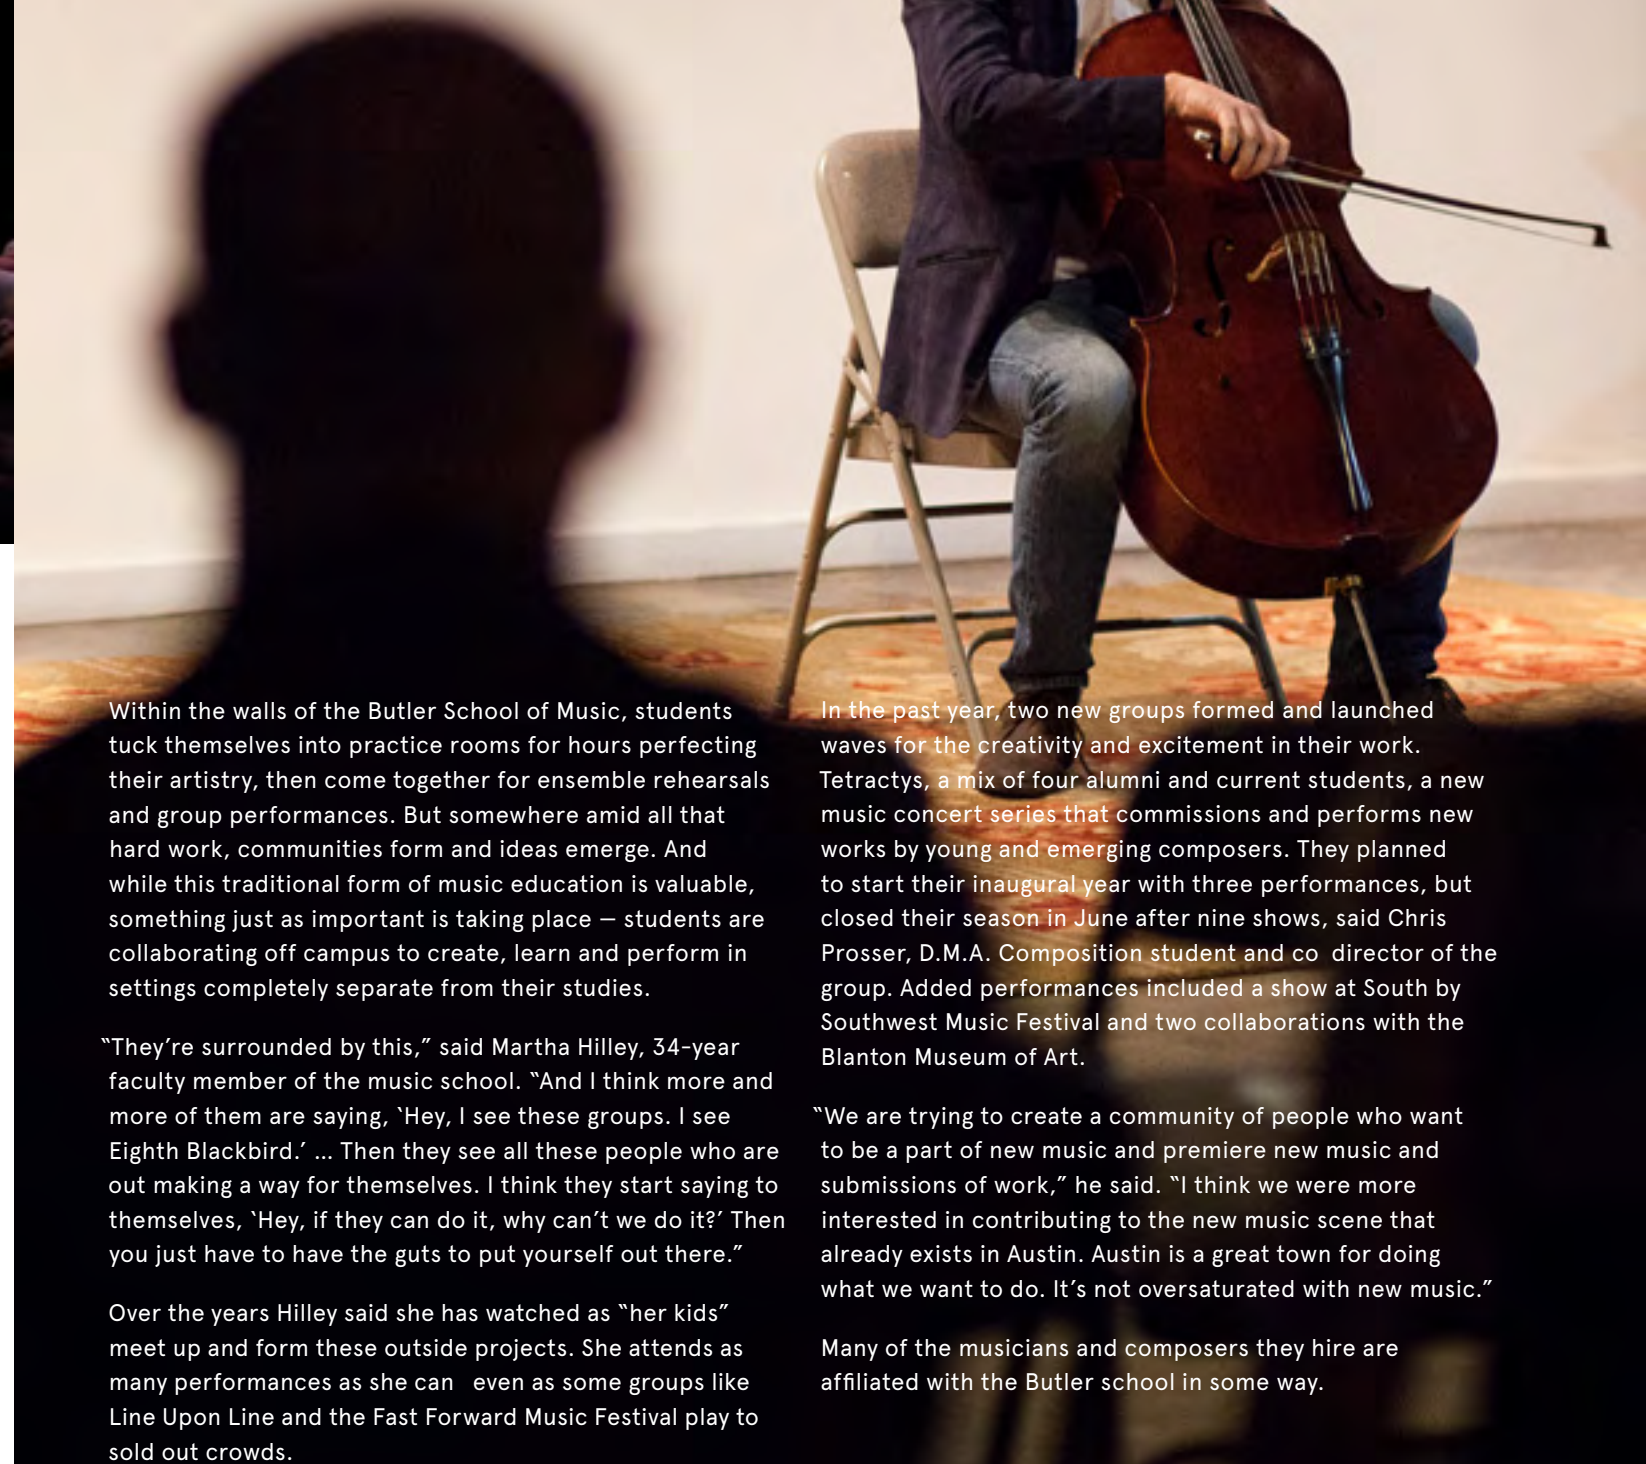 Within the walls of the Butler School of Music, students
tuck themselves into practice rooms for hours perfecting
their artistry, then come together for ensemble rehearsals
and group performances. But somewhere amid all that
hard work, communities form and ideas emerge. And
while this traditional form of music education is valuable,
something just as important is taking place — students are
collaborating off campus to create, learn and perform in
settings completely separate from their studies.
“They’re surrounded by this,” said Martha Hilley, 34-year
faculty member of the music school. “And I think more and
more of them are saying, ‘Hey, I see these groups. I see
Eighth Blackbird.’ ... Then they see all these people who are
out making a way for themselves. I think they start saying to
themselves, ‘Hey, if they can do it, why can’t we do it?’ Then
you just have to have the guts to put yourself out there.”
Over the years Hilley said she has watched as “her kids”
meet up and form these outside projects. She attends as
many performances as she can even as some groups like
Line Upon Line and the Fast Forward Music Festival play to
sold out crowds.
In the past year, two new groups formed and launched
waves for the creativity and excitement in their work.
Tetractys, a mix of four alumni and current students, a new
music concert series that commissions and performs new
works by young and emerging composers. They planned
to start their inaugural year with three performances, but
closed their season in June after nine shows, said Chris
Prosser, D.M.A. Composition student and co director of the
group. Added performances included a show at South by
Southwest Music Festival and two collaborations with the
Blanton Museum of Art.
“We are trying to create a community of people who want
to be a part of new music and premiere new music and
submissions of work,” he said. “I think we were more
interested in contributing to the new music scene that
already exists in Austin. Austin is a great town for doing
what we want to do. It’s not oversaturated with new music.”
Many of the musicians and composers they hire are
affiliated with the Butler school in some way.